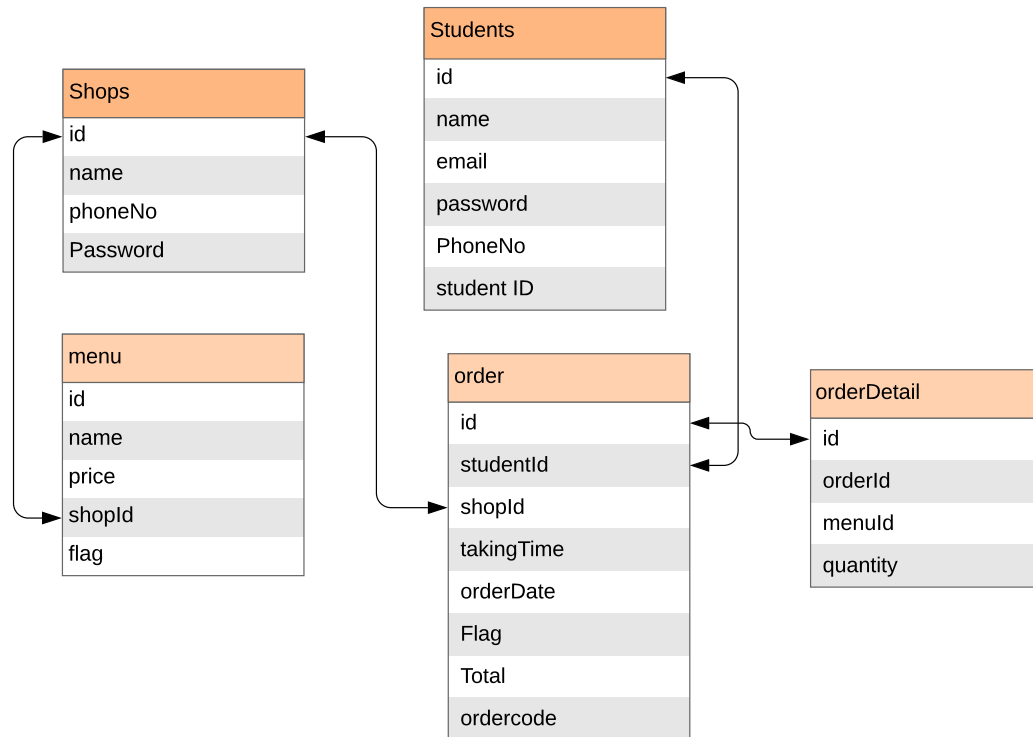 Shops
id
name
phoneNo
Password
menu
id
name
price
shopId
flag
Students
id
name
email
password
PhoneNo
student ID
order
id
studentId
shopId
takingTime
orderDate
Flag
Total
ordercode
orderDetail
id
orderId
menuId
quantity